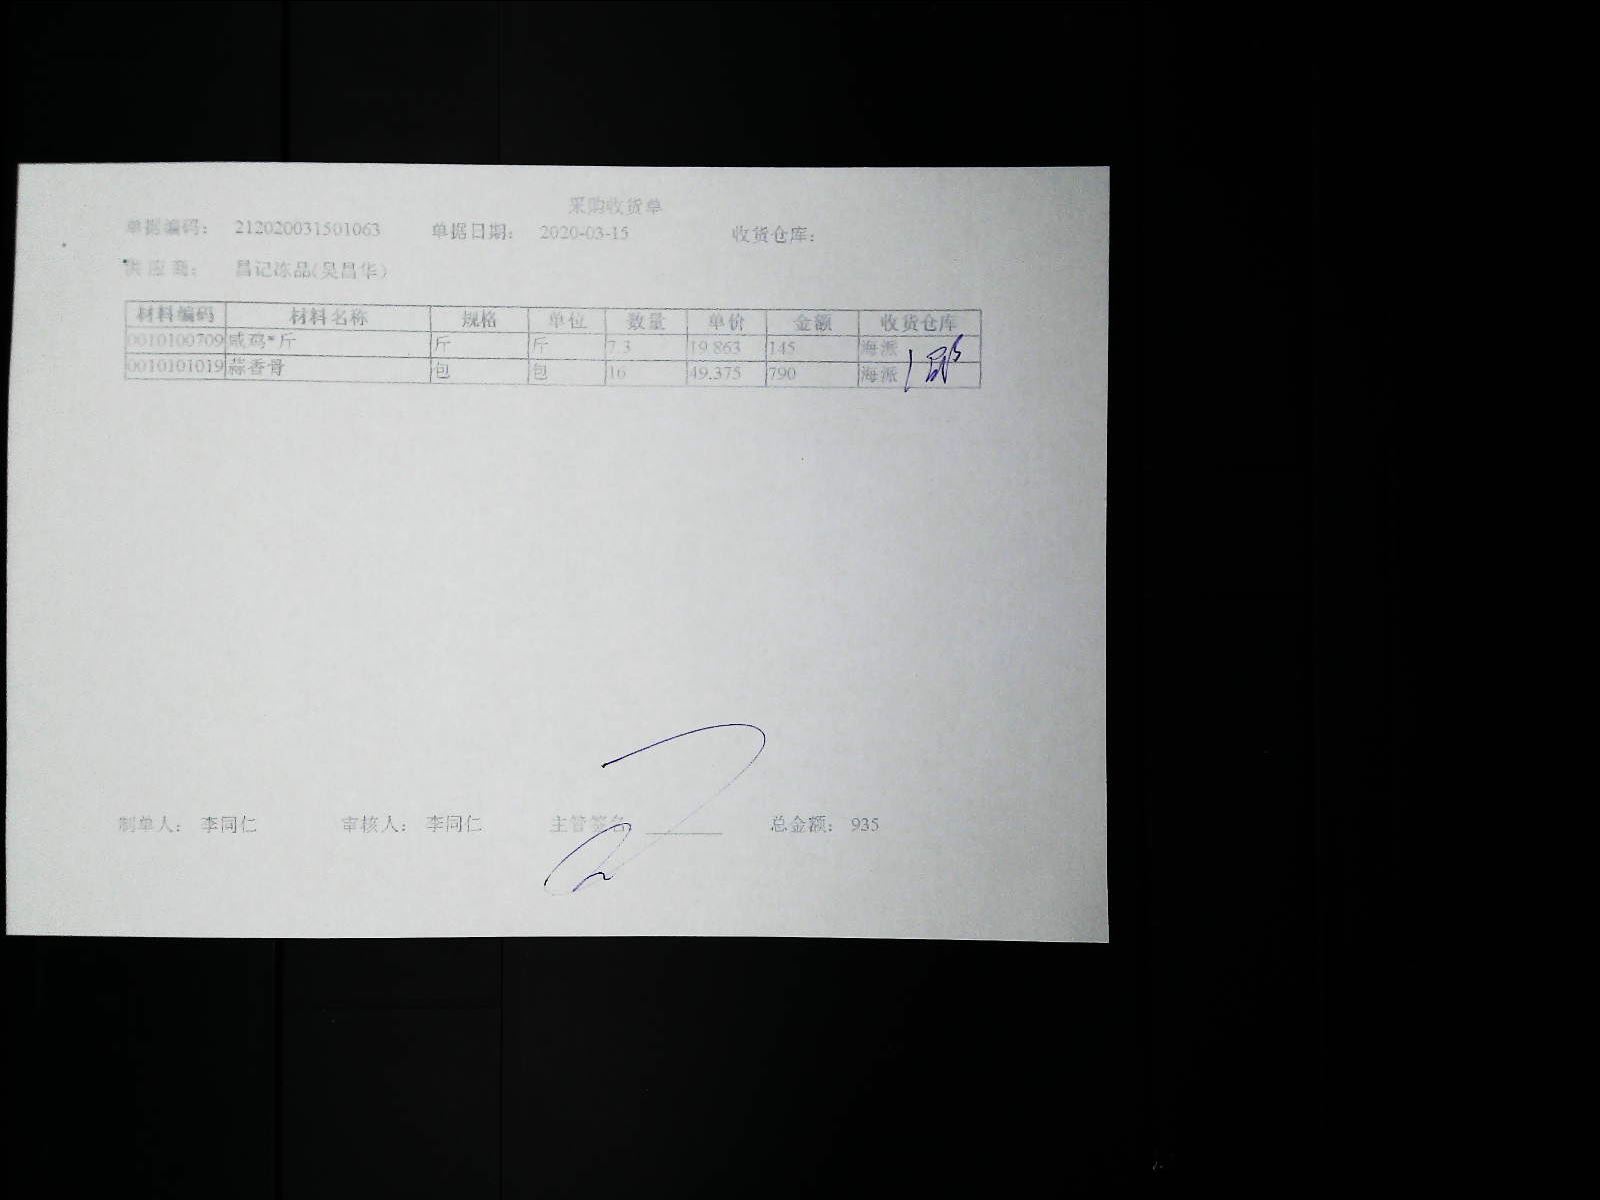 采购收货单
单据编码： 212020031501063 单据日期： 2020-03-15 收货仓库：
供应商： 昌记冻品(吴昌华)
材料编码 材料名称 规格 单位 数量 单价 金额 收货仓库
0010100709 咸鸡*斤 斤 斤 7.3 19.863 145 海派
0010101019 蒜香骨 包 包 16 49.375 790 海派
制单人： 李同仁 审核人： 李同仁 主管签名 总金额： 935